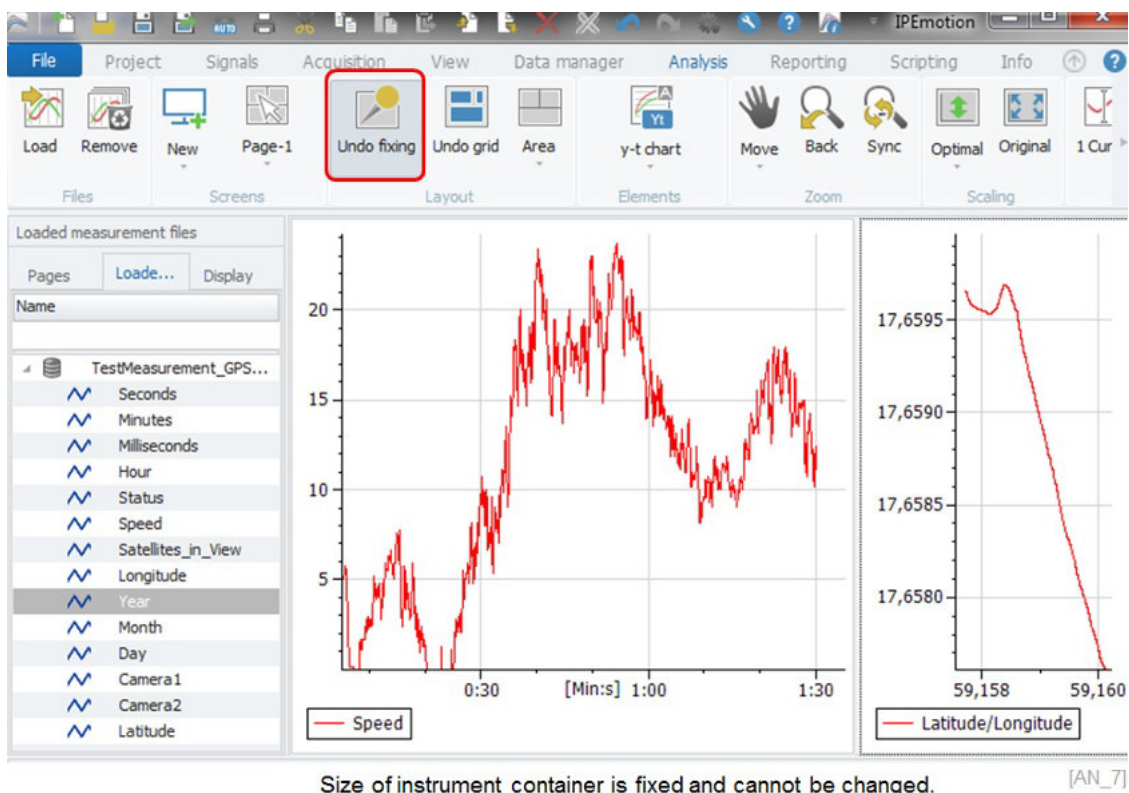 AUTO
IPEmotion
File Project Signals Acquisition View Data manager Analysis Reporting Scripting Info
Load Remove New Page-1 Undo fixing Undo grid Area y-t chart Move Back Sync Optimal Original 1 Cur
Yt
A
Files Screens Layout Elements Zoom Scaling
Loaded measurement files
Pages Loade... Display
Name
TestMeasurement_GPS...
Seconds
Minutes
Milliseconds
Hour
Status
Speed
Satellites_in_View
Longitude
Year
Month
Day
Camera1
Camera2
Latitude
20
15
10
5
0:30 [Min:s] 1:00 1:30
Speed
17,6595
17,6590
17,6585
17,6580
59,158 59,160
Latitude/Longitude
Size of instrument container is fixed and cannot be changed.
[AN_7]